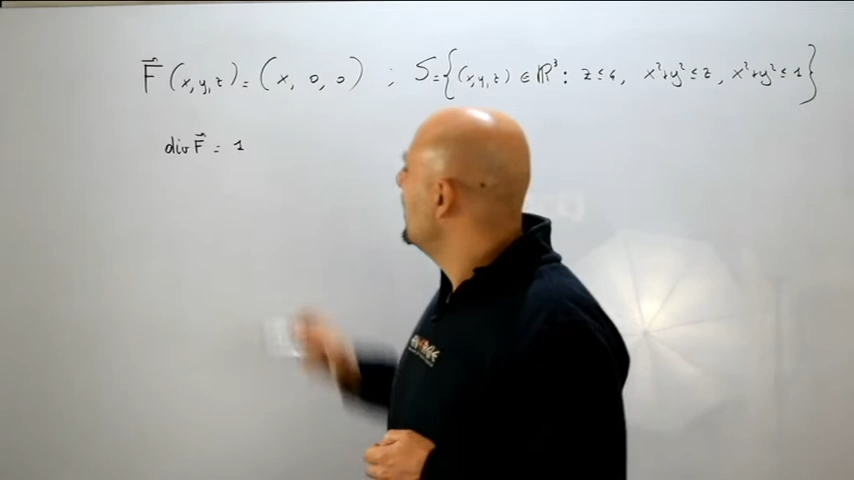 F⃗(x,y,z) = (x, 0, 0) ; S = {(x,y,z) ∈ ℝ³ : z ≤ 4, x²+y² ≤ z, x²+y² ≤ 1}
div F⃗ = 1